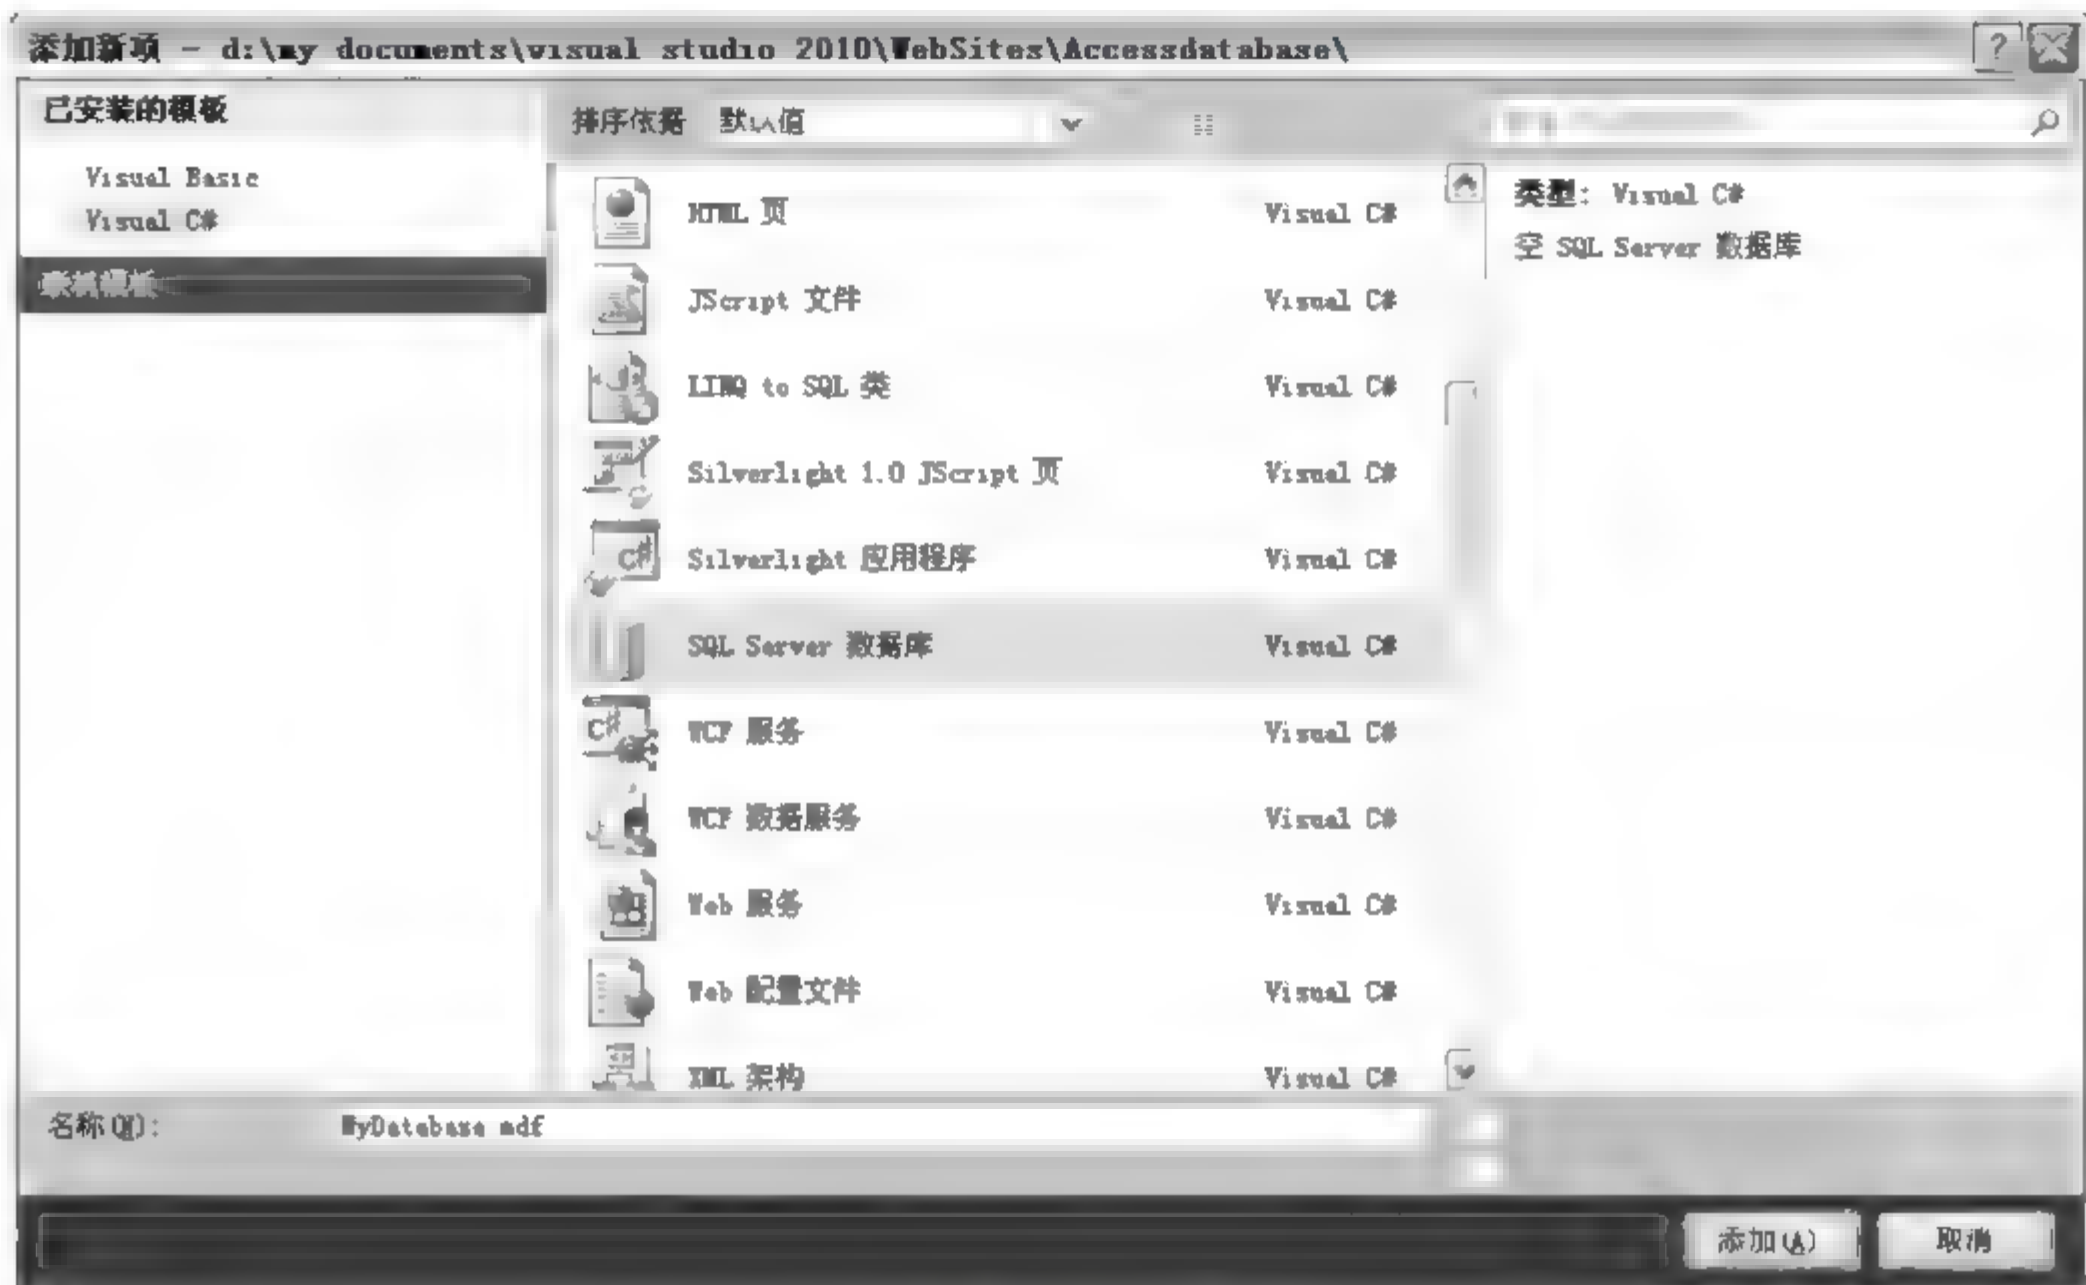 添加新项 - d:\my documents\visual studio 2010\WebSites\Accessdatabase\
已安装的模板
Visual Basic
Visual C#
联机模板
排序依据 默认值
HTML 页 Visual C#
JScript 文件 Visual C#
LINQ to SQL 类 Visual C#
Silverlight 1.0 JScript 页 Visual C#
Silverlight 应用程序 Visual C#
SQL Server 数据库 Visual C#
WCF 服务 Visual C#
WCF 数据服务 Visual C#
Web 服务 Visual C#
Web 配置文件 Visual C#
XML 架构 Visual C#
类型: Visual C#
空 SQL Server 数据库
名称(N): MyDatabase mdf
添加(A) 取消